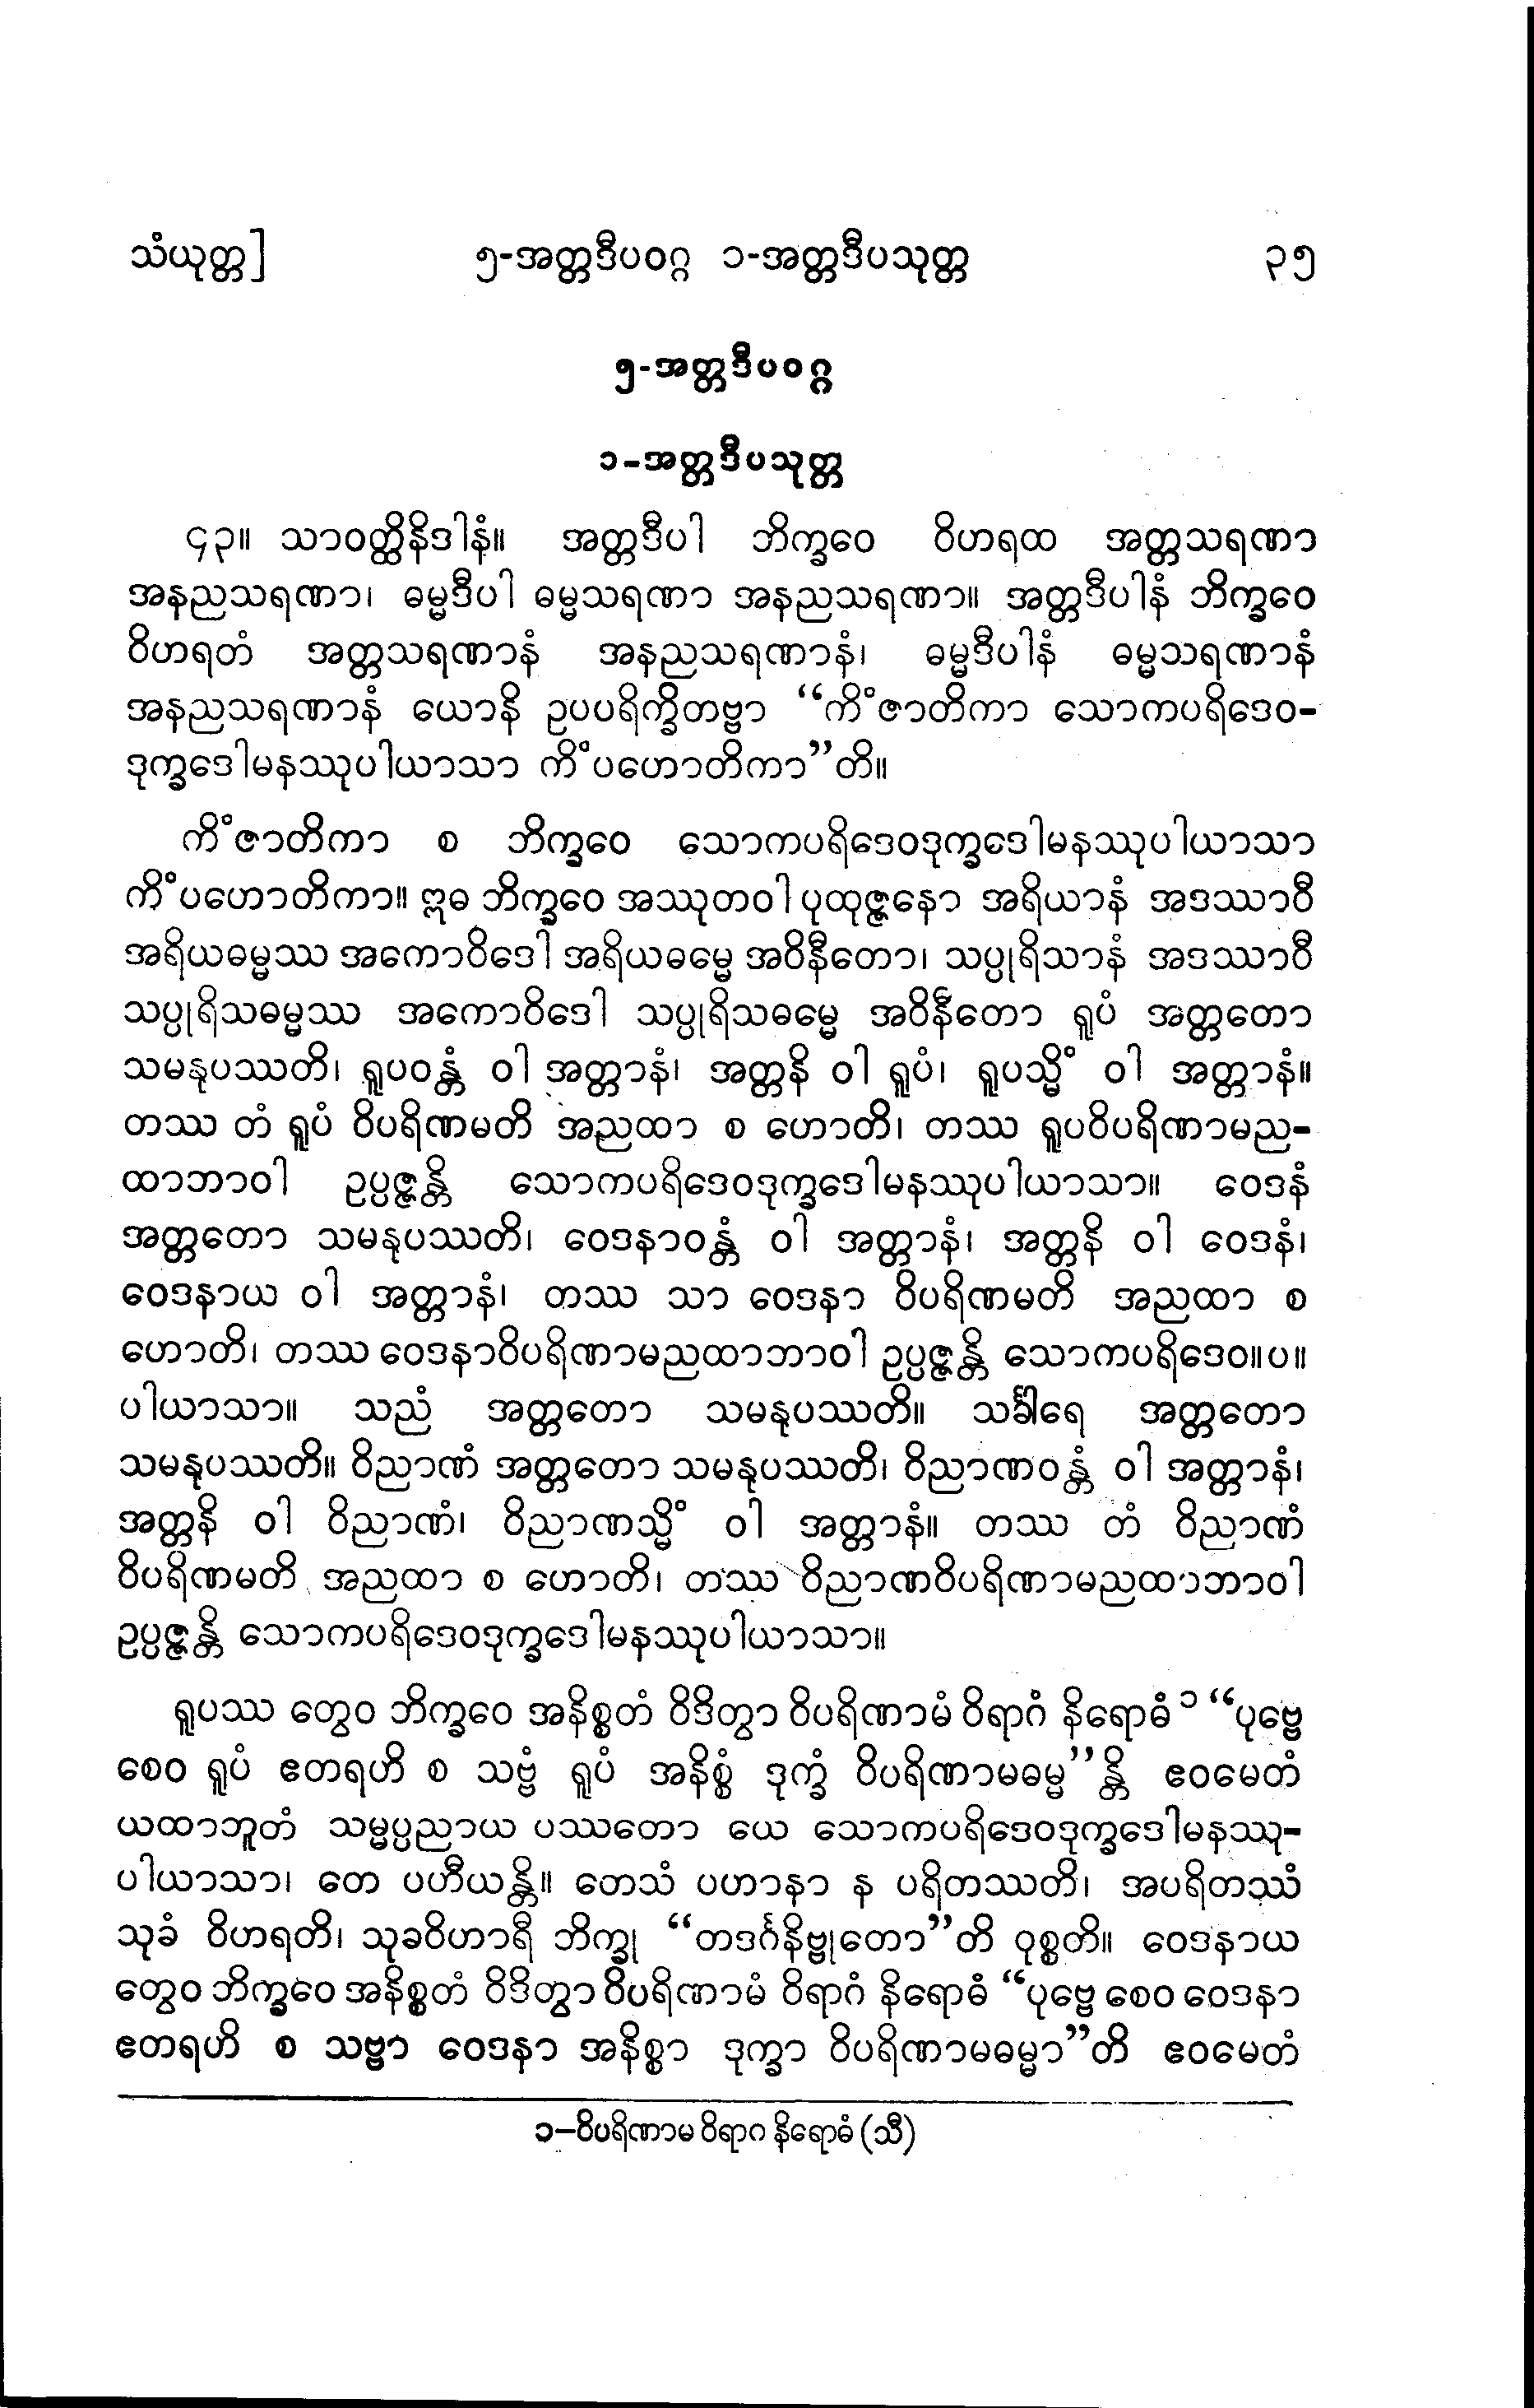 သံယုတ္တ]	၅-အတ္တဒီပဝဂ္ဂ ၁-အတ္တဒီပသုတ္တ	၃၅
၅-အတ္တဒီပဝဂ္ဂ
၁-အတ္တဒီပသုတ္တ
၄၃။ သာဝတ္ထိနိဒါနံ။ အတ္တဒီပါ ဘိက္ခဝေ ဝိဟရထ အတ္တသရဏာ
အနညသရဏာ၊ ဓမ္မဒီပါ ဓမ္မသရဏာ အနညသရဏာ။ အတ္တဒီပါနံ ဘိက္ခဝေ
ဝိဟရတံ အတ္တသရဏာနံ အနညသရဏာနံ၊ ဓမ္မဒီပါနံ ဓမ္မသရဏာနံ
အနညသရဏာနံ ယောနိ ဥပပရိက္ခိတဗ္ဗာ “ကိံဇာတိကာ သောကပရိဒေဝ-
ဒုက္ခဒေါမနဿုပါယာသာ ကိံပဟောတိကာ”တိ။
ကိံဇာတိကာ စ ဘိက္ခဝေ သောကပရိဒေဝဒုက္ခဒေါမနဿုပါယာသာ
ကိံပဟောတိကာ။ ဣဓ ဘိက္ခဝေ အဿုတဝါ ပုထုဇ္ဇနော အရိယာနံ အဒဿာဝီ
အရိယဓမ္မဿ အကောဝိဒေါ အရိယဓမ္မေ အဝိနီတော၊ သပ္ပုရိသာနံ အဒဿာဝီ
သပ္ပုရိသဓမ္မဿ အကောဝိဒေါ သပ္ပုရိသဓမ္မေ အဝိနီတော ရူပံ အတ္တတော
သမနုပဿတိ၊ ရူပဝန္တံ ဝါ အတ္တာနံ၊ အတ္တနိ ဝါ ရူပံ၊ ရူပသ္မိံ ဝါ အတ္တာနံ။
တဿ တံ ရူပံ ဝိပရိဏမတိ အညထာ စ ဟောတိ၊ တဿ ရူပဝိပရိဏာမည-
ထာဘာဝါ ဥပ္ပဇ္ဇန္တိ သောကပရိဒေဝဒုက္ခဒေါမနဿုပါယာသာ။ ဝေဒနံ
အတ္တတော သမနုပဿတိ၊ ဝေဒနာဝန္တံ ဝါ အတ္တာနံ၊ အတ္တနိ ဝါ ဝေဒနံ၊
ဝေဒနာယ ဝါ အတ္တာနံ၊ တဿ သာ ဝေဒနာ ဝိပရိဏမတိ အညထာ စ
ဟောတိ၊ တဿ ဝေဒနာဝိပရိဏာမညထာဘာဝါ ဥပ္ပဇ္ဇန္တိ သောကပရိဒေဝ။ပ။
ပါယာသာ။ သညံ အတ္တတော သမနုပဿတိ။ သင်္ခါရေ အတ္တတော
သမနုပဿတိ။ ဝိညာဏံ အတ္တတော သမနုပဿတိ၊ ဝိညာဏဝန္တံ ဝါ အတ္တာနံ၊
အတ္တနိ ဝါ ဝိညာဏံ၊ ဝိညာဏသ္မိံ ဝါ အတ္တာနံ။ တဿ တံ ဝိညာဏံ
ဝိပရိဏမတိ အညထာ စ ဟောတိ၊ တဿ ဝိညာဏဝိပရိဏာမညထာဘာဝါ
ဥပ္ပဇ္ဇန္တိ သောကပရိဒေဝဒုက္ခဒေါမနဿုပါယာသာ။
ရူပဿ တွေဝ ဘိက္ခဝေ အနိစ္စတံ ဝိဒိတွာ ဝိပရိဏာမံ ဝိရာဂံ နိရောဓံ ၁ “ပုဗ္ဗေ
စေဝ ရူပံ ဧတရဟိ စ သဗ္ဗံ ရူပံ အနိစ္စံ ဒုက္ခံ ဝိပရိဏာမဓမ္မ”န္တိ ဧဝမေတံ
ယထာဘူတံ သမ္မပ္ပညာယ ပဿတော ယေ သောကပရိဒေဝဒုက္ခဒေါမနဿု-
ပါယာသာ၊ တေ ပဟီယန္တိ။ တေသံ ပဟာနာ န ပရိတဿတိ၊ အပရိတဿံ
သုခံ ဝိဟရတိ၊ သုခဝိဟာရီ ဘိက္ခု “တဒင်္ဂနိဗ္ဗုတော”တိ ဝုစ္စတိ။ ဝေဒနာယ
တွေဝ ဘိက္ခဝေ အနိစ္စတံ ဝိဒိတွာ ဝိပရိဏာမံ ဝိရာဂံ နိရောဓံ “ပုဗ္ဗေ စေဝ ဝေဒနာ
ဧတရဟိ စ သဗ္ဗာ ဝေဒနာ အနိစ္စာ ဒုက္ခာ ဝိပရိဏာမဓမ္မာ”တိ ဧဝမေတံ
၁–ဝိပရိဏာမ ဝိရာဂ နိရောဓံ (သီ)